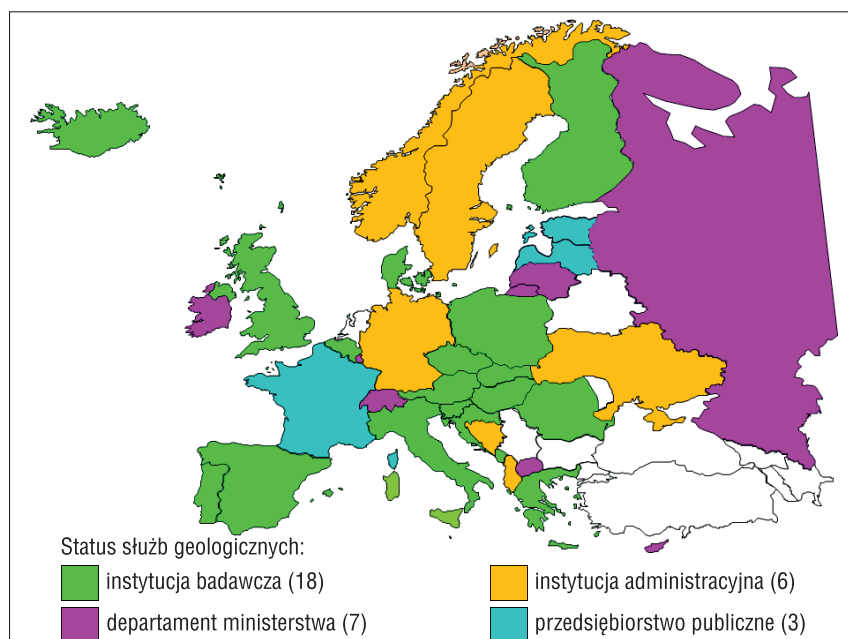 Status służb geologicznych:
instytucja badawcza (18)
instytucja administracyjna (6)
departament ministerstwa (7)
przedsiębiorstwo publiczne (3)